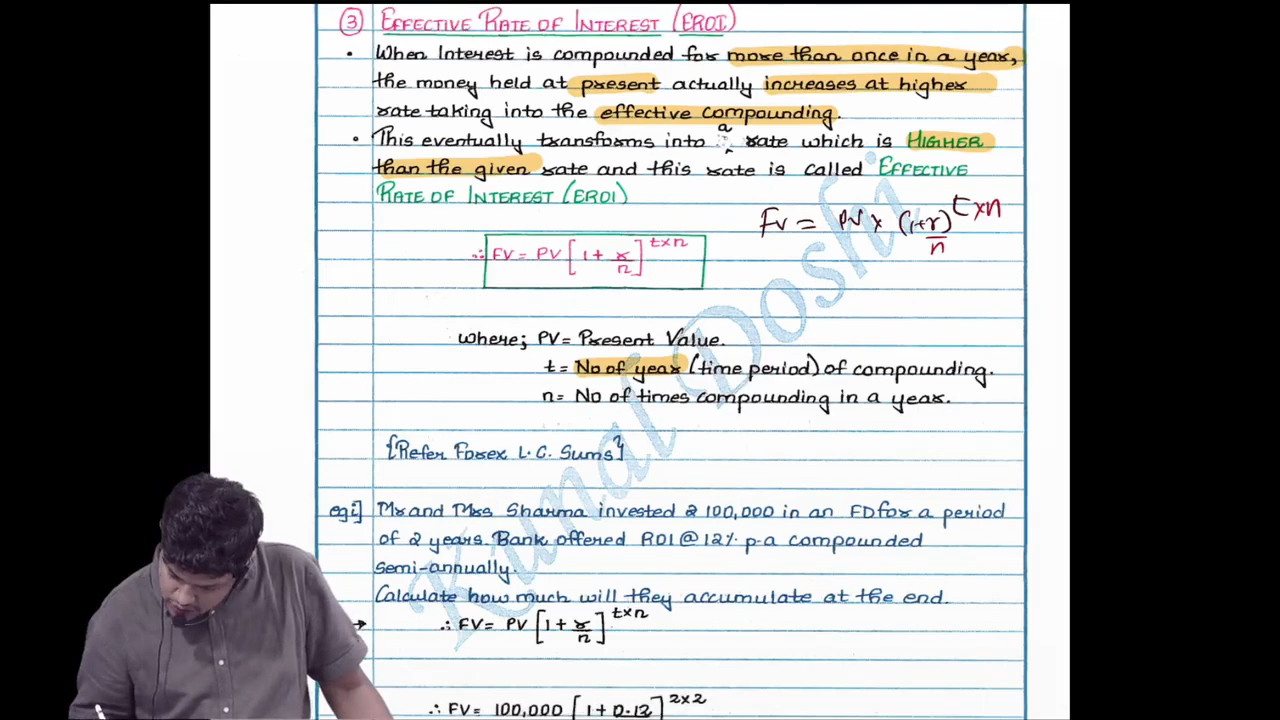 ③ EFFECTIVE RATE OF INTEREST (EROI)
• When Interest is compounded for more than once in a year,
the money held at present actually increases at higher
rate taking into the effective compounding.
• This eventually transforms into a rate which is HIGHER
than the given rate and this rate is called EFFECTIVE
RATE OF INTEREST (EROI)
FV = PV × (1+r/n)^t×n
∴ FV = PV [1 + r/n]^t×n
where; PV = Present Value.
t = No of year (time period) of compounding.
n = No of times compounding in a year.
{Refer Forex L.C. Sums}
eg i] Mr and Mrs Sharma invested ₹ 100,000 in an FD for a period
of 2 years. Bank offered ROI @ 12% p.a compounded
semi-annually.
Calculate how much will they accumulate at the end.
→ ∴ FV = PV [1 + r/n]^t×n
∴ FV = 100,000 [1 + 0.12]^2×2
Kunal Doshi